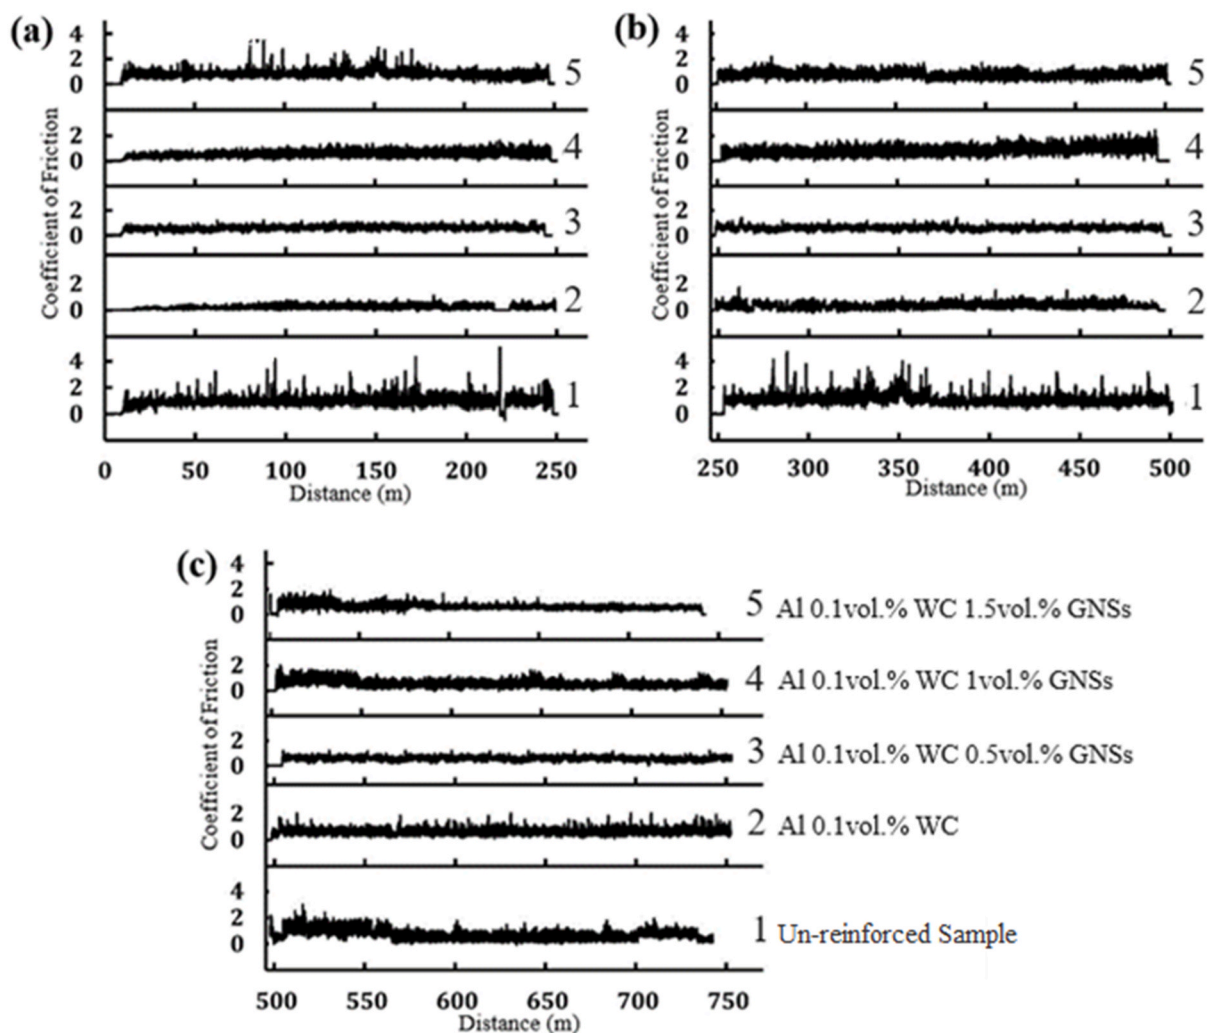 (a)
4
2
0
5
2
0
4
2
0
3
2
0
2
4
2
0
1
Coefficient of Friction
0 50 100 150 200 250
Distance (m)
(b)
4
2
0
5
2
0
4
2
0
3
2
0
2
4
2
0
1
Coefficient of Friction
250 300 350 400 450 500
Distance (m)
(c)
4
2
0
5 Al 0.1vol.% WC 1.5vol.% GNSs
2
0
4 Al 0.1vol.% WC 1vol.% GNSs
2
0
3 Al 0.1vol.% WC 0.5vol.% GNSs
2
0
2 Al 0.1vol.% WC
4
2
0
1 Un-reinforced Sample
Coefficient of Friction
500 550 600 650 700 750
Distance (m)